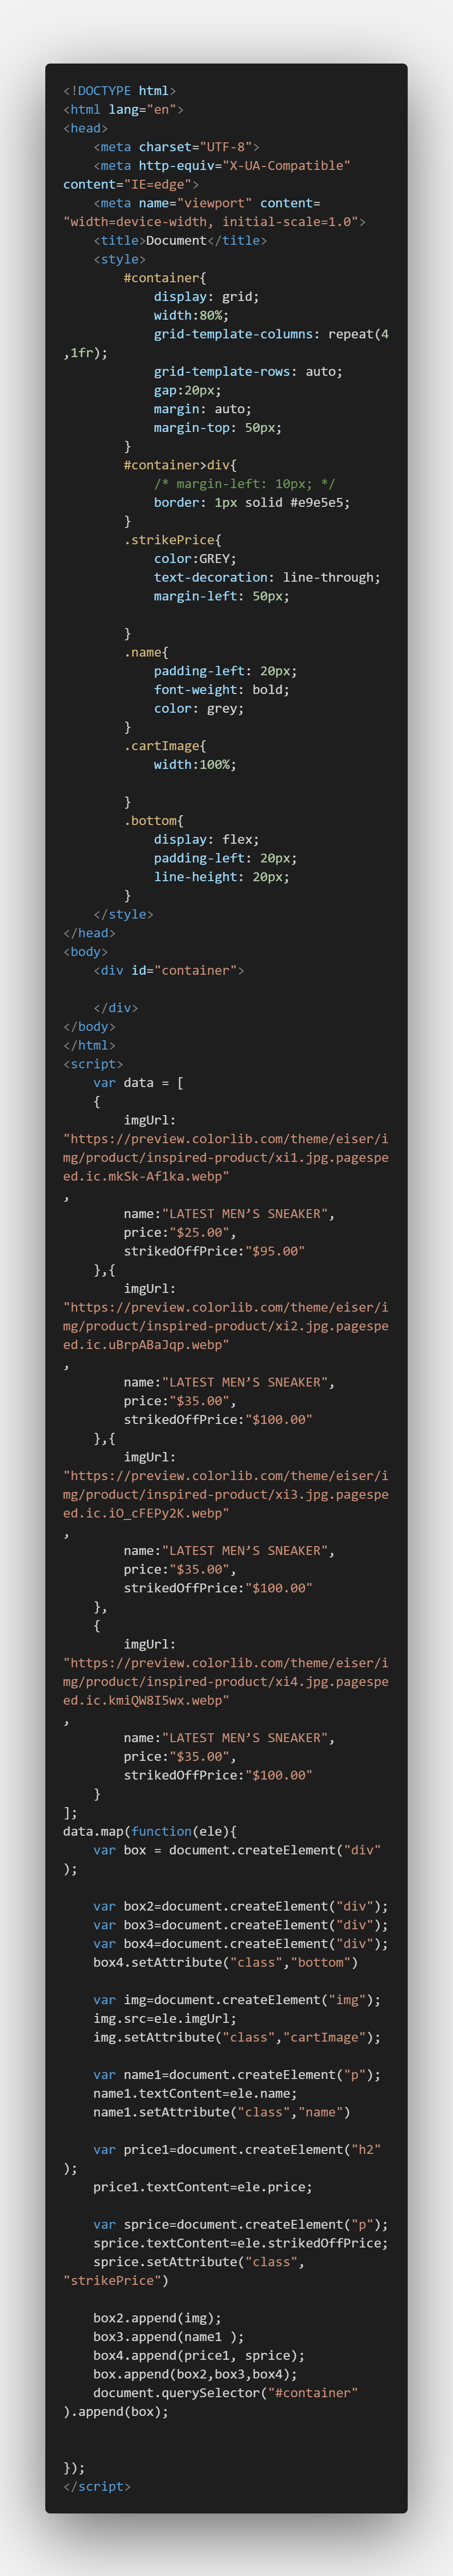 <!DOCTYPE html>
<html lang="en">
<head>
    <meta charset="UTF-8">
    <meta http-equiv="X-UA-Compatible"
content="IE=edge">
    <meta name="viewport" content=
"width=device-width, initial-scale=1.0">
    <title>Document</title>
    <style>
        #container{
            display: grid;
            width:80%;
            grid-template-columns: repeat(4
,1fr);
            grid-template-rows: auto;
            gap:20px;
            margin: auto;
            margin-top: 50px;
        }
        #container>div{
            /* margin-left: 10px; */
            border: 1px solid #e9e5e5;
        }
        .strikePrice{
            color:GREY;
            text-decoration: line-through;
            margin-left: 50px;

        }
        .name{
            padding-left: 20px;
            font-weight: bold;
            color: grey;
        }
        .cartImage{
            width:100%;

        }
        .bottom{
            display: flex;
            padding-left: 20px;
            line-height: 20px;
        }
    </style>
</head>
<body>
    <div id="container">

    </div>
</body>
</html>
<script>
    var data = [
    {
        imgUrl:
"https://preview.colorlib.com/theme/eiser/i
mg/product/inspired-product/xi1.jpg.pagespe
ed.ic.mkSk-Af1ka.webp"
,
        name:"LATEST MEN’S SNEAKER",
        price:"$25.00",
        strikedOffPrice:"$95.00"
    },{
        imgUrl:
"https://preview.colorlib.com/theme/eiser/i
mg/product/inspired-product/xi2.jpg.pagespe
ed.ic.uBrpABaJqp.webp"
,
        name:"LATEST MEN’S SNEAKER",
        price:"$35.00",
        strikedOffPrice:"$100.00"
    },{
        imgUrl:
"https://preview.colorlib.com/theme/eiser/i
mg/product/inspired-product/xi3.jpg.pagespe
ed.ic.iO_cFEPy2K.webp"
,
        name:"LATEST MEN’S SNEAKER",
        price:"$35.00",
        strikedOffPrice:"$100.00"
    },
    {
        imgUrl:
"https://preview.colorlib.com/theme/eiser/i
mg/product/inspired-product/xi4.jpg.pagespe
ed.ic.kmiQW8I5wx.webp"
,
        name:"LATEST MEN’S SNEAKER",
        price:"$35.00",
        strikedOffPrice:"$100.00"
    }
];
data.map(function(ele){
    var box = document.createElement("div"
);

    var box2=document.createElement("div");
    var box3=document.createElement("div");
    var box4=document.createElement("div");
    box4.setAttribute("class","bottom")

    var img=document.createElement("img");
    img.src=ele.imgUrl;
    img.setAttribute("class","cartImage");

    var name1=document.createElement("p");
    name1.textContent=ele.name;
    name1.setAttribute("class","name")

    var price1=document.createElement("h2"
);
    price1.textContent=ele.price;

    var sprice=document.createElement("p");
    sprice.textContent=ele.strikedOffPrice;
    sprice.setAttribute("class",
"strikePrice")

    box2.append(img);
    box3.append(name1 );
    box4.append(price1, sprice);
    box.append(box2,box3,box4);
    document.querySelector("#container"
).append(box);


});
</script>